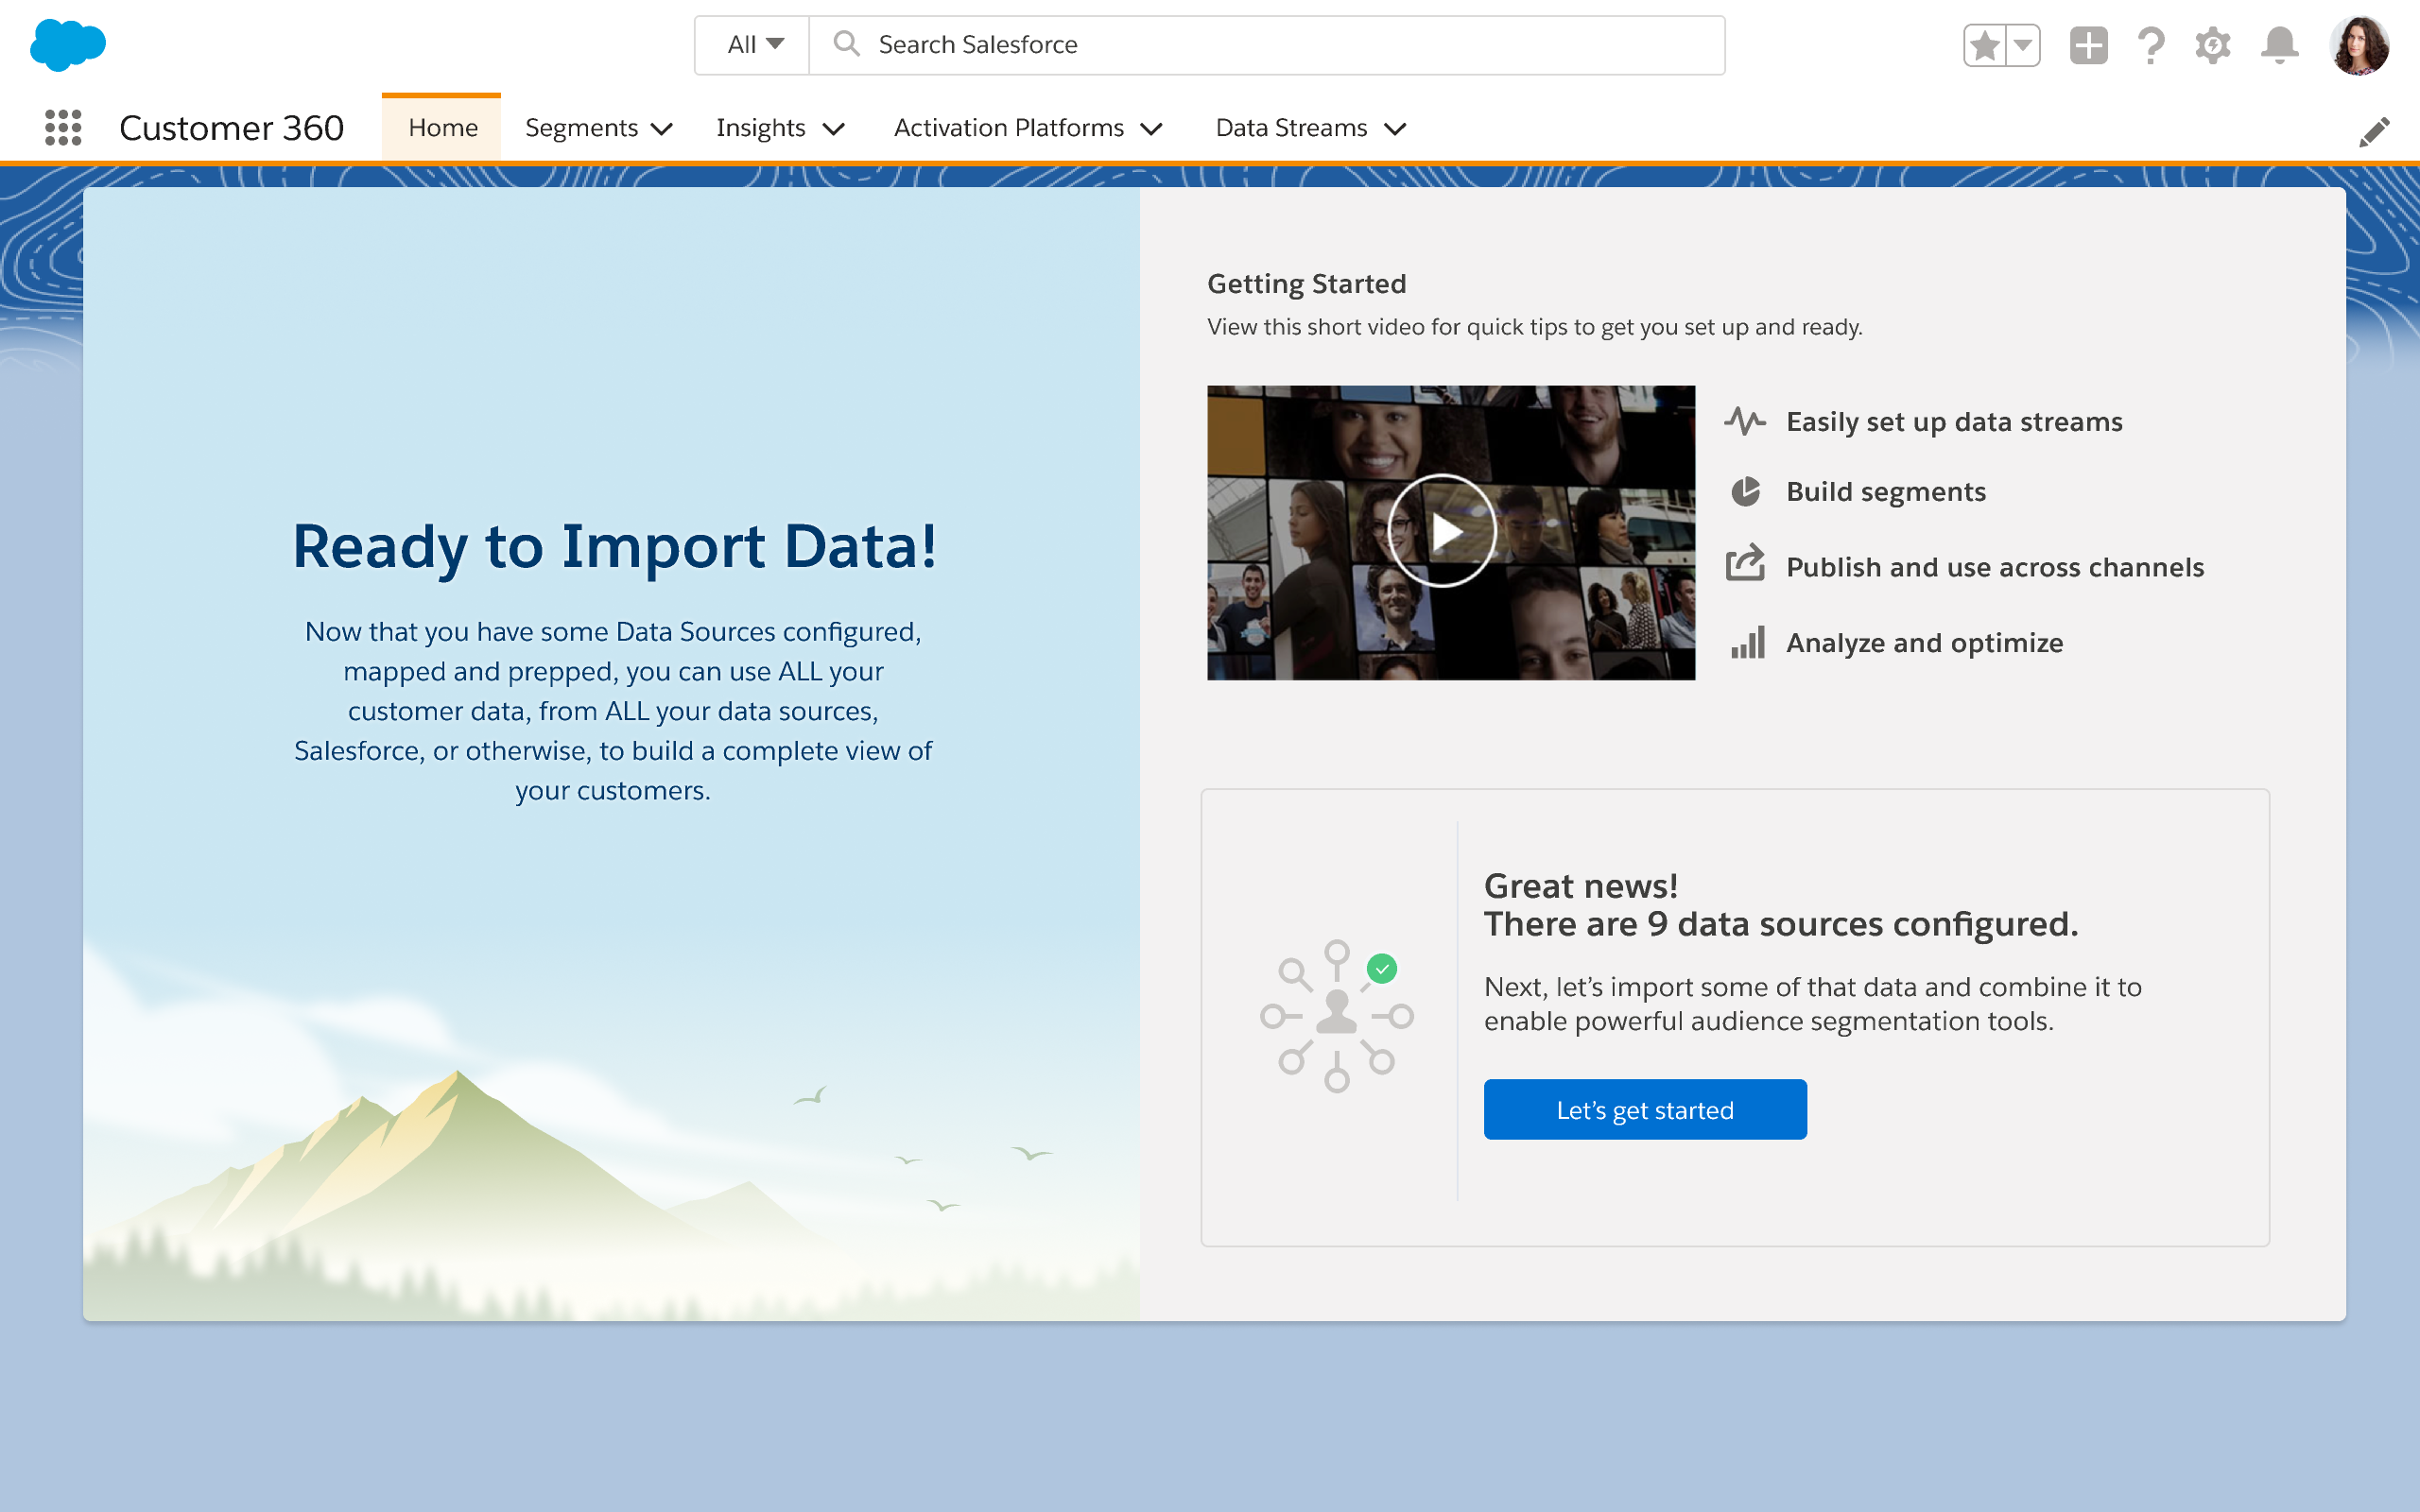 All
Search Salesforce
Customer 360
Home
Segments
Insights
Activation Platforms
Data Streams
Ready to Import Data!
Now that you have some Data Sources configured,
mapped and prepped, you can use ALL your
customer data, from ALL your data sources,
Salesforce, or otherwise, to build a complete view of
your customers.
Getting Started
View this short video for quick tips to get you set up and ready.
Easily set up data streams
Build segments
Publish and use across channels
Analyze and optimize
Great news!
There are 9 data sources configured.
Next, let’s import some of that data and combine it to
enable powerful audience segmentation tools.
Let’s get started